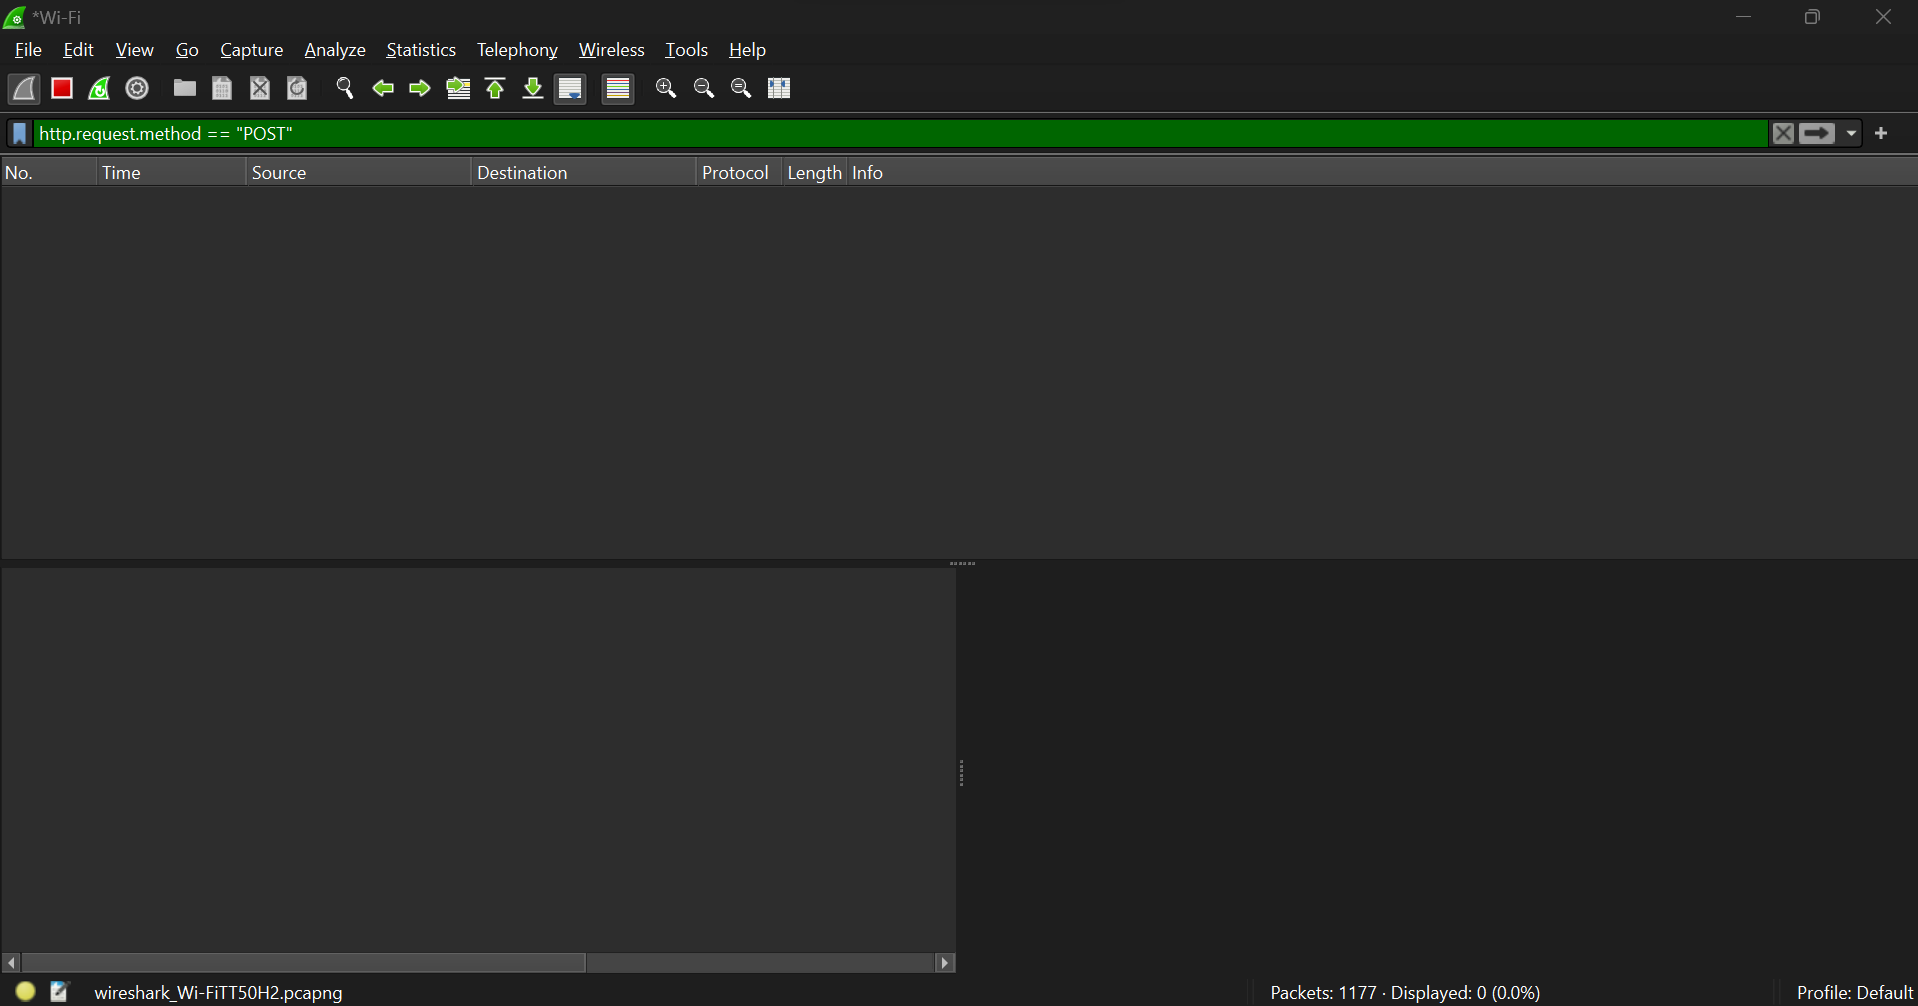 *Wi-Fi
File Edit View Go Capture Analyze Statistics Telephony Wireless Tools Help
http.request.method == "POST"
No. Time Source Destination Protocol Length Info
wireshark_Wi-FiTT50H2.pcapng Packets: 1177 · Displayed: 0 (0.0%) Profile: Default